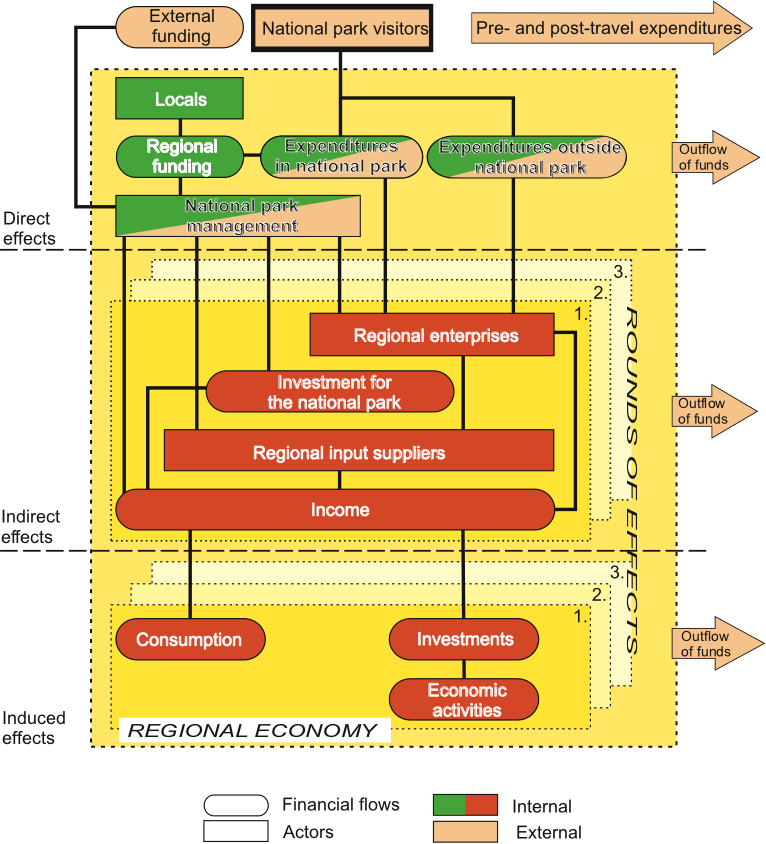 External
funding
National park visitors
Pre- and post-travel expenditures
Locals
Regional
funding
Expenditures
in national park
Expenditures outside
national park
Outflow
of funds
National park
management
Direct
effects
3.
2.
1.
Regional enterprises
Investment for
the national park
Outflow
of funds
Regional input suppliers
Income
ROUNDS OF EFFECTS
Indirect
effects
3.
2.
1.
Consumption
Investments
Outflow
of funds
Economic
activities
Induced
effects
REGIONAL ECONOMY
Financial flows
Internal
Actors
External